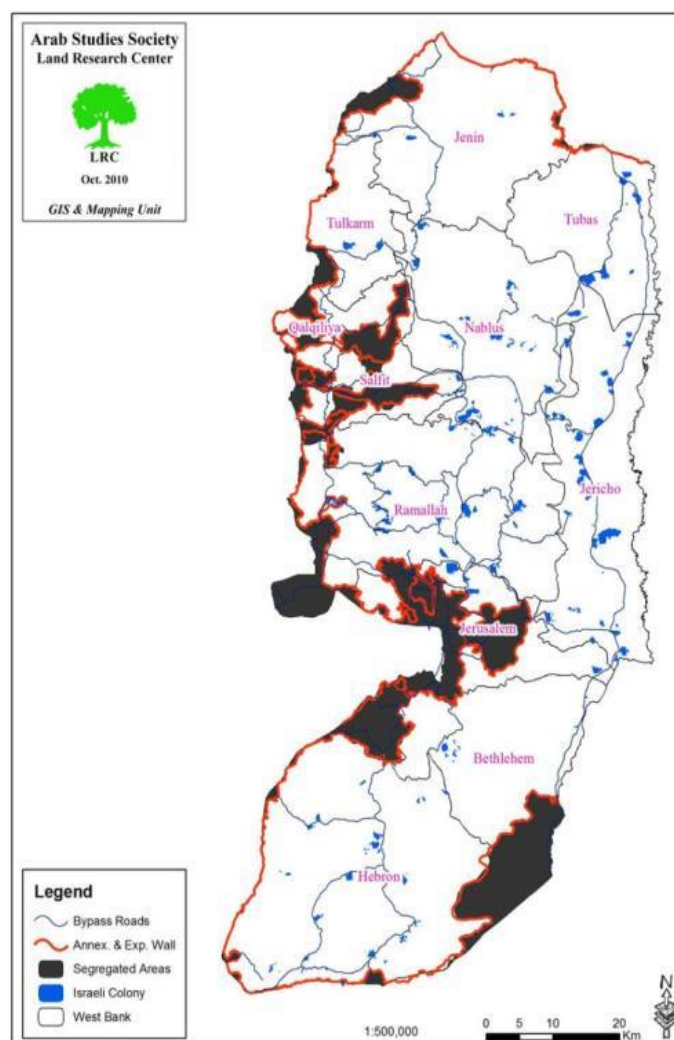 Arab Studies Society
Land Research Center
LRC
Oct. 2010
GIS & Mapping Unit
Jenin
Tulkarm
Tubas
Qalqiliya
Nablus
Salfit
Ramallah
Jericho
Jerusalem
Bethlehem
Hebron
Legend
Bypass Roads
Annex. & Exp. Wall
Segregated Areas
Israeli Colony
West Bank
N
1:500,000
0 5 10 20
Km